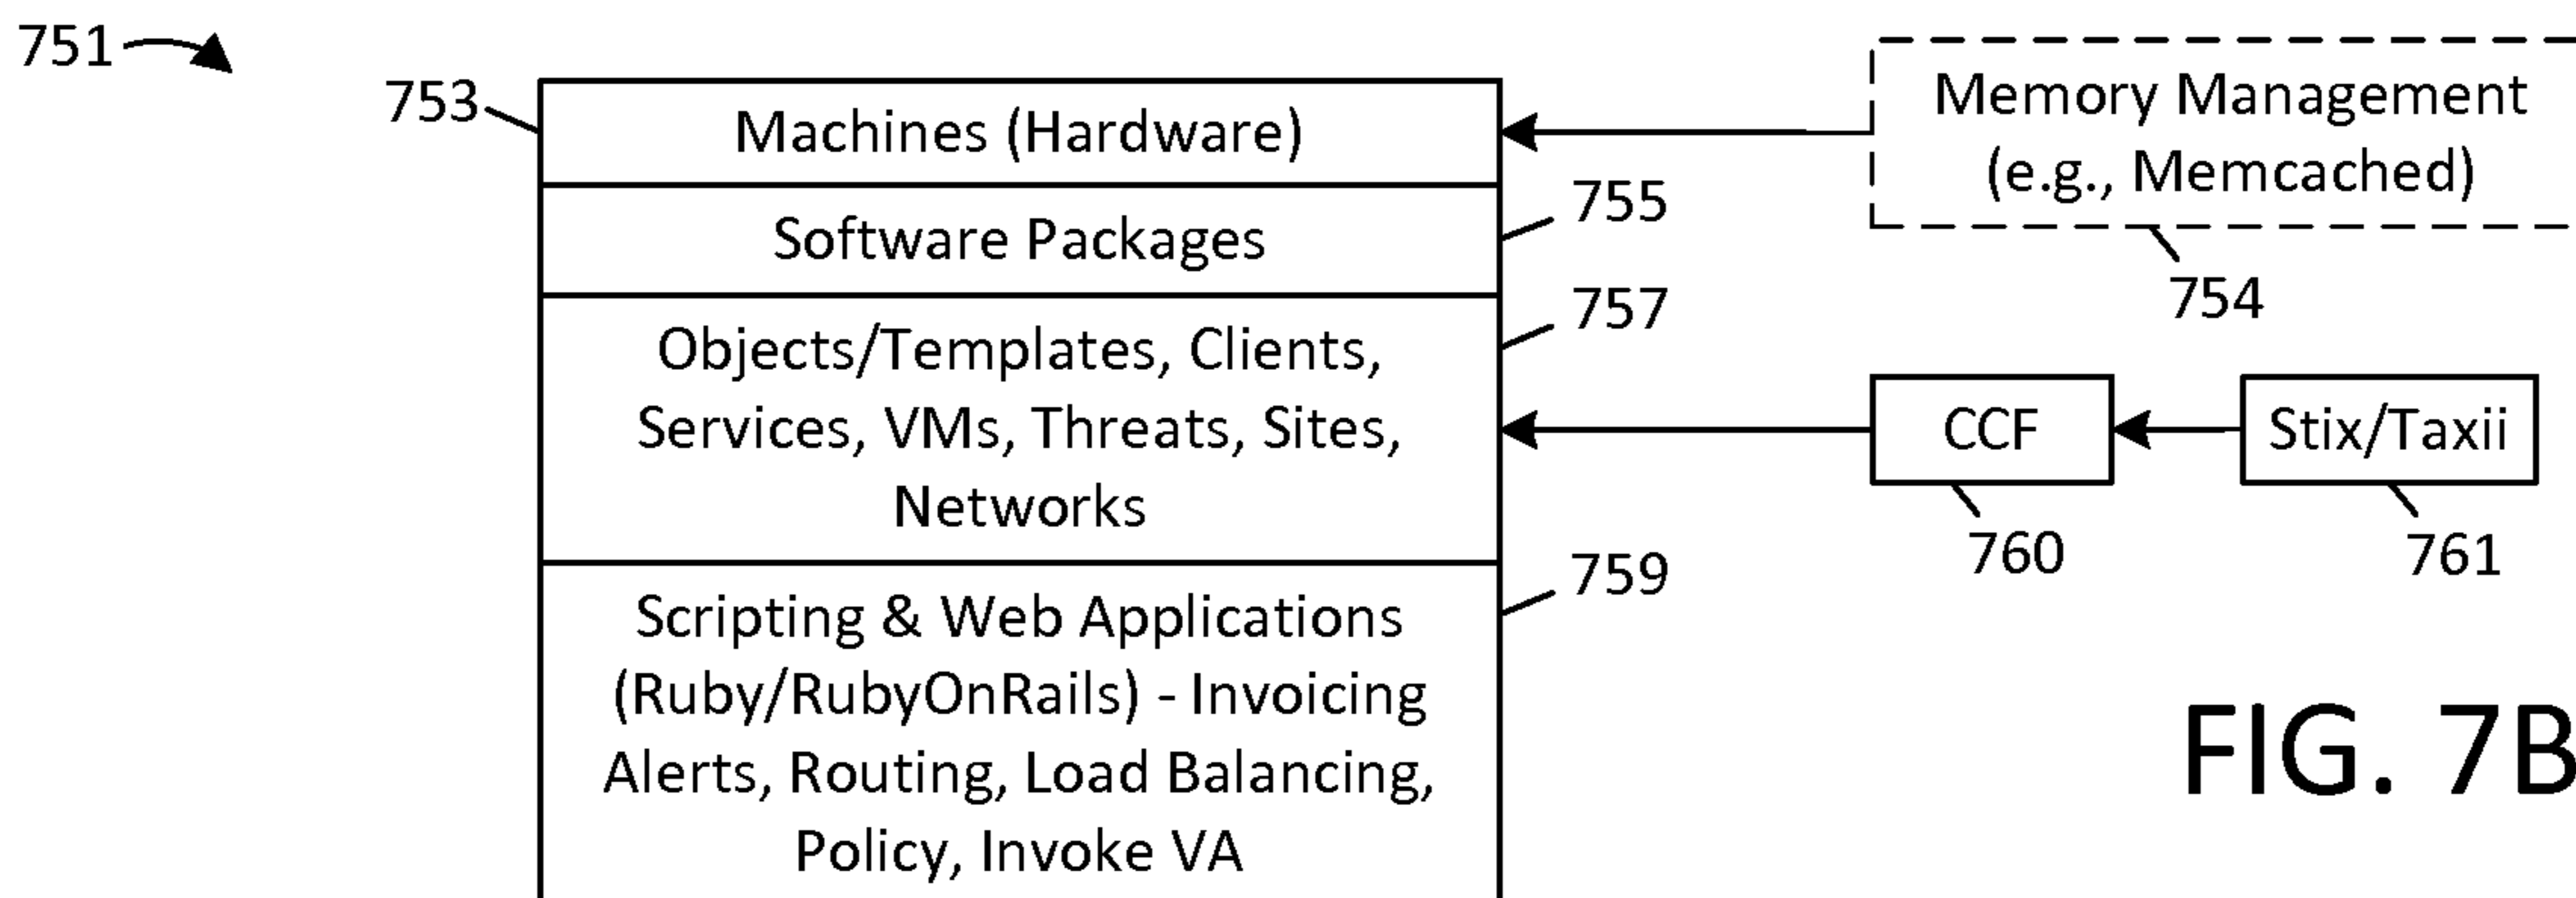 751
753
Machines (Hardware)
Memory Management
(e.g., Memcached)
754
Software Packages
755
757
Objects/Templates, Clients,
Services, VMs, Threats, Sites,
Networks
CCF
760
Stix/Taxii
761
759
Scripting & Web Applications
(Ruby/RubyOnRails) - Invoicing
Alerts, Routing, Load Balancing,
Policy, Invoke VA
FIG. 7B